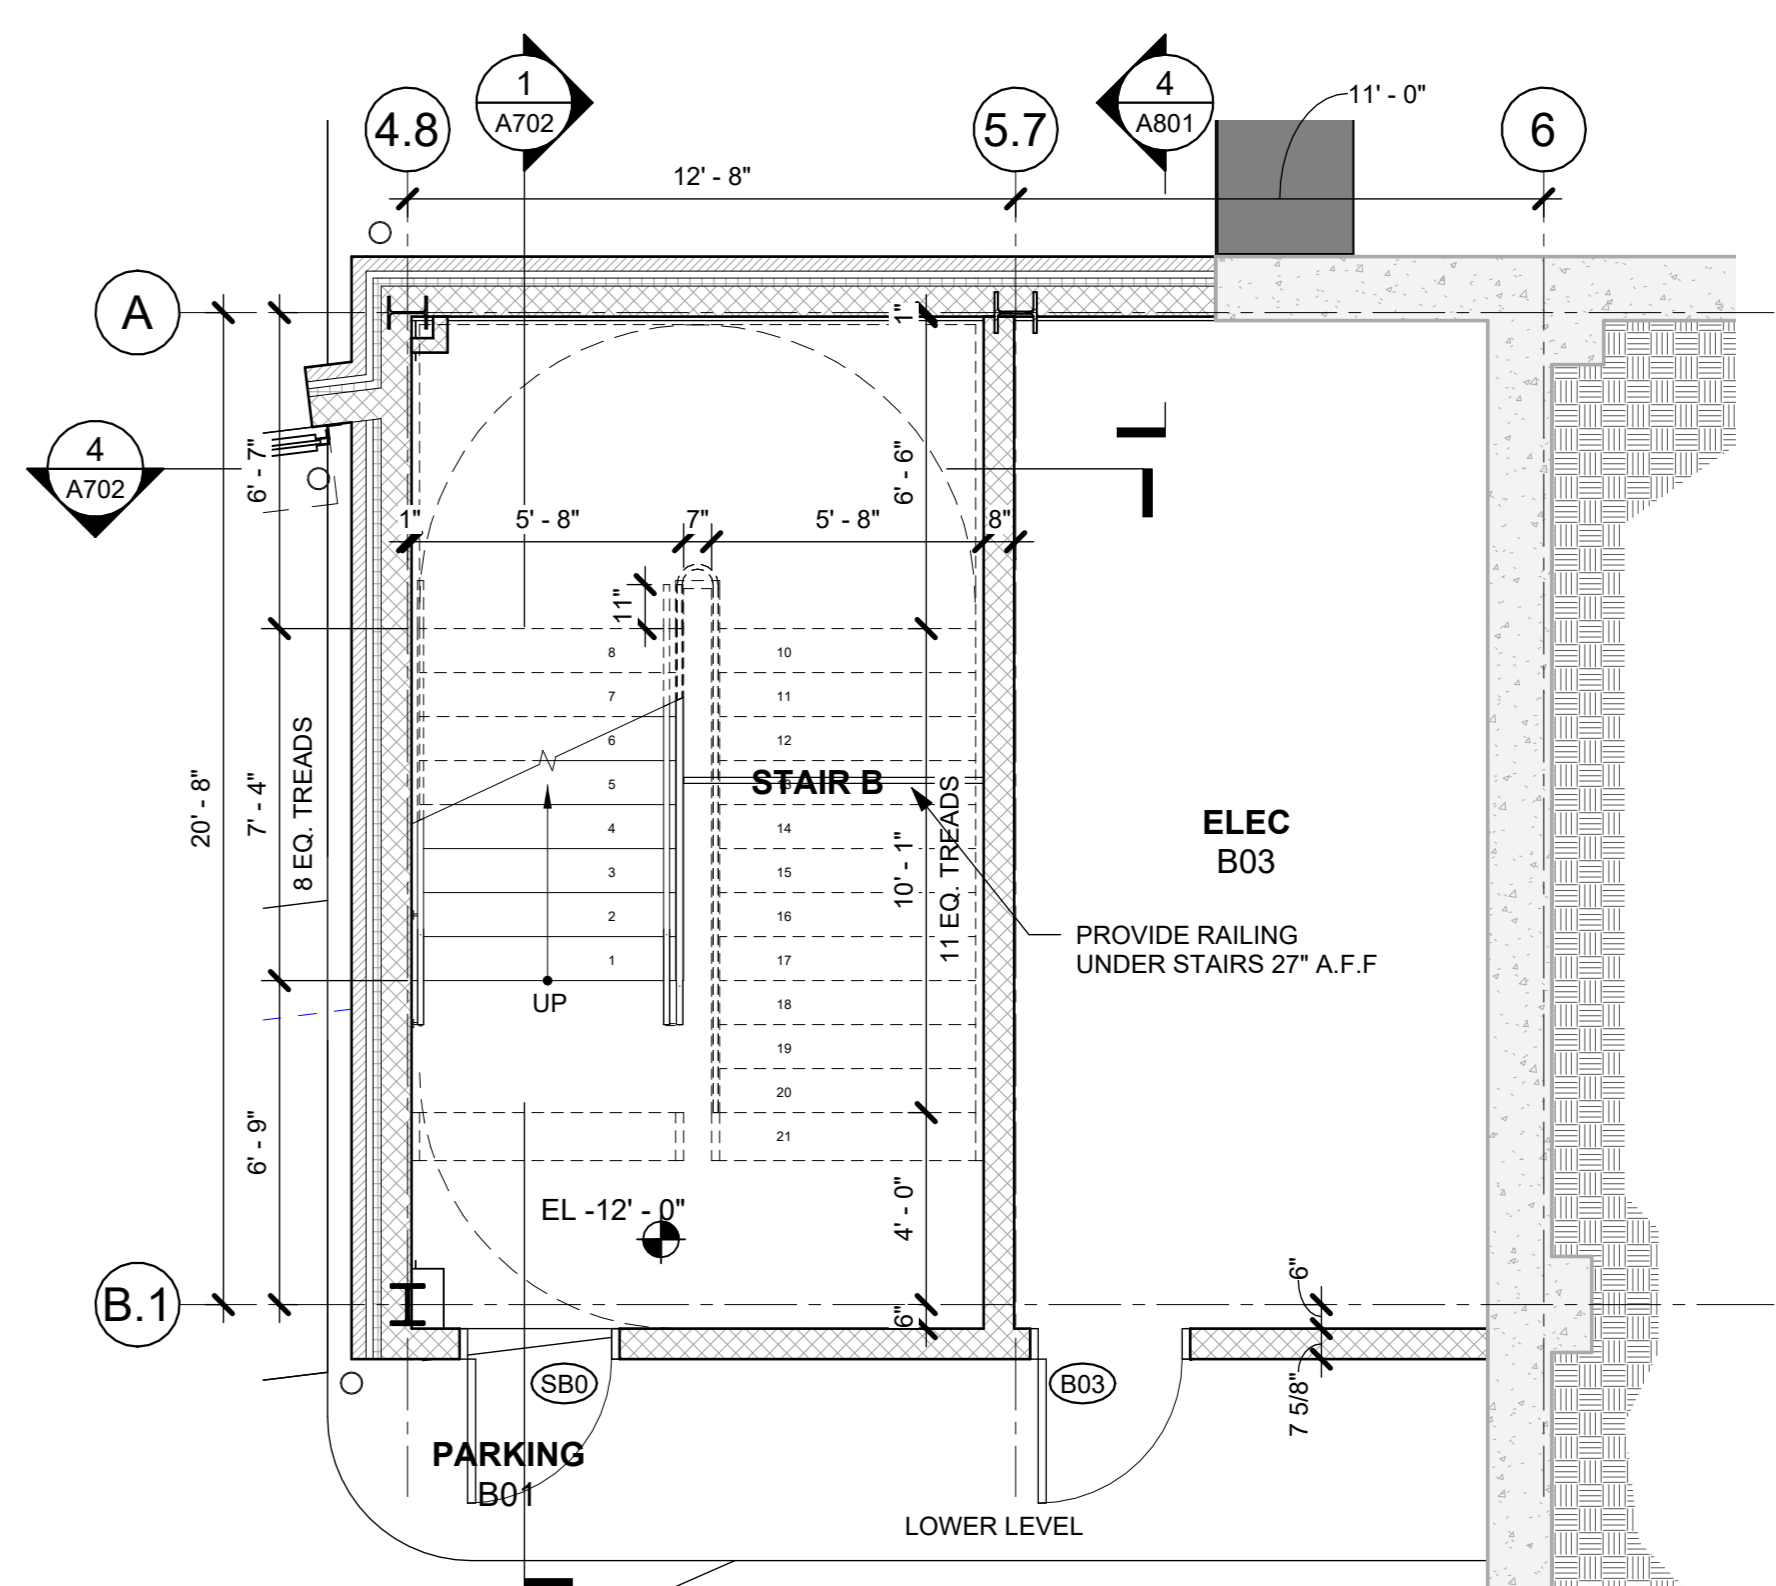 1
A702
4
A801
11' - 0"
4.8
5.7
6
12' - 8"
A
1"
4
A702
6' - 7"
6' - 6"
1"
5' - 8"
7"
5' - 8"
8"
11"
8
10
7
11
6
12
5
STAIR B
13
4
14
3
15
2
16
1
17
18
19
20
21
20' - 8"
7' - 4"
8 EQ. TREADS
10' - 1"
11 EQ. TREADS
ELEC
B03
PROVIDE RAILING
UNDER STAIRS 27" A.F.F
UP
6' - 9"
EL -12' - 0"
4' - 0"
6"
6"
B.1
7 5/8"
SB0
B03
PARKING
B01
LOWER LEVEL